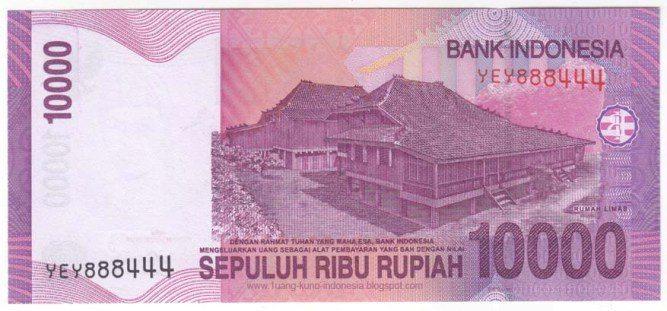 10000
BANK INDONESIA
YEY888444
RUMAH LIMAS
DENGAN RAHMAT TUHAN YANG MAHA ESA, BANK INDONESIA
MENGELUARKAN UANG SEBAGAI ALAT PEMBAYARAN YANG SAH DENGAN NILAI
YEY888444
SEPULUH RIBU RUPIAH
10000
www.1uang-kuno-indonesia.blogspot.com